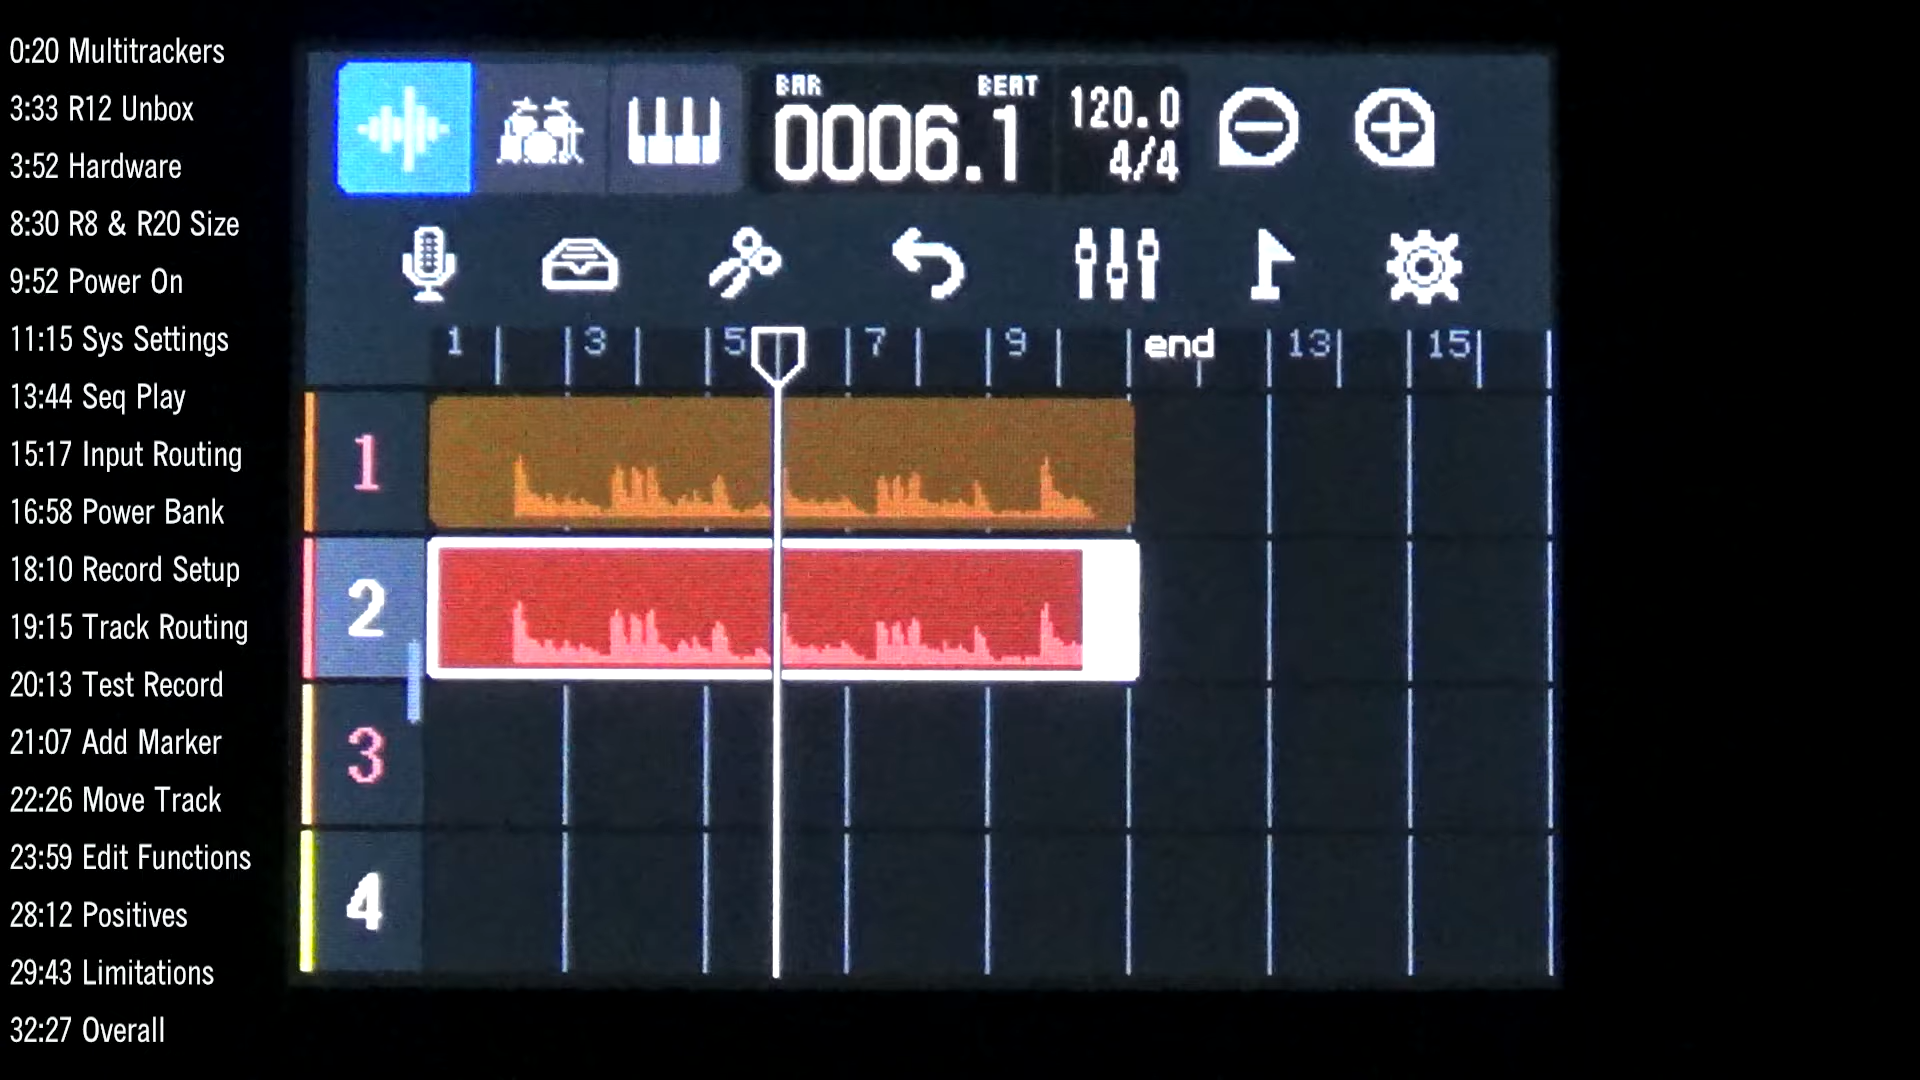 0:20 Multitrackers
3:33 R12 Unbox
3:52 Hardware
8:30 R8 & R20 Size
9:52 Power On
11:15 Sys Settings
13:44 Seq Play
15:17 Input Routing
16:58 Power Bank
18:10 Record Setup
19:15 Track Routing
20:13 Test Record
21:07 Add Marker
22:26 Move Track
23:59 Edit Functions
28:12 Positives
29:43 Limitations
32:27 Overall
BAR BEAT
0006.1
120.0
4/4
1 3 5 7 9 end 13 15
1
2
3
4